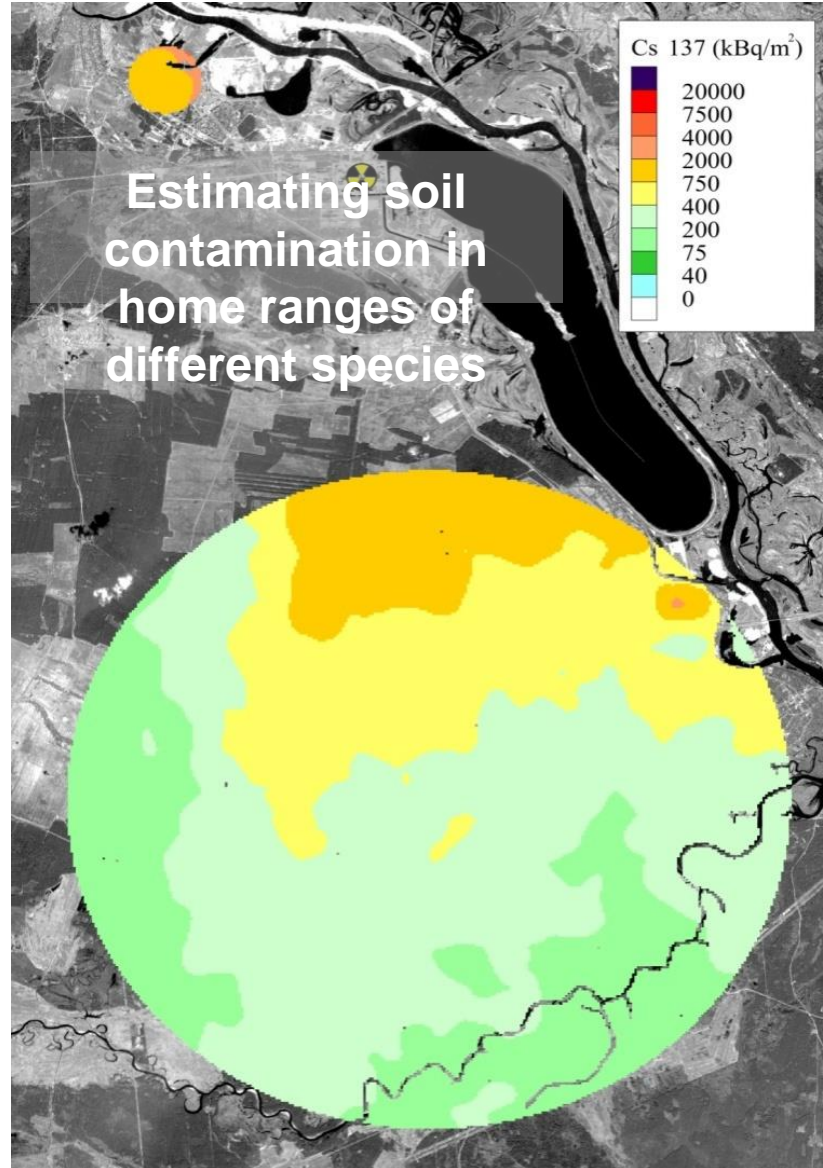 Estimating soil
contamination in
home ranges of
different species
Cs 137 (kBq/m²)
20000
7500
4000
2000
750
400
200
75
40
0